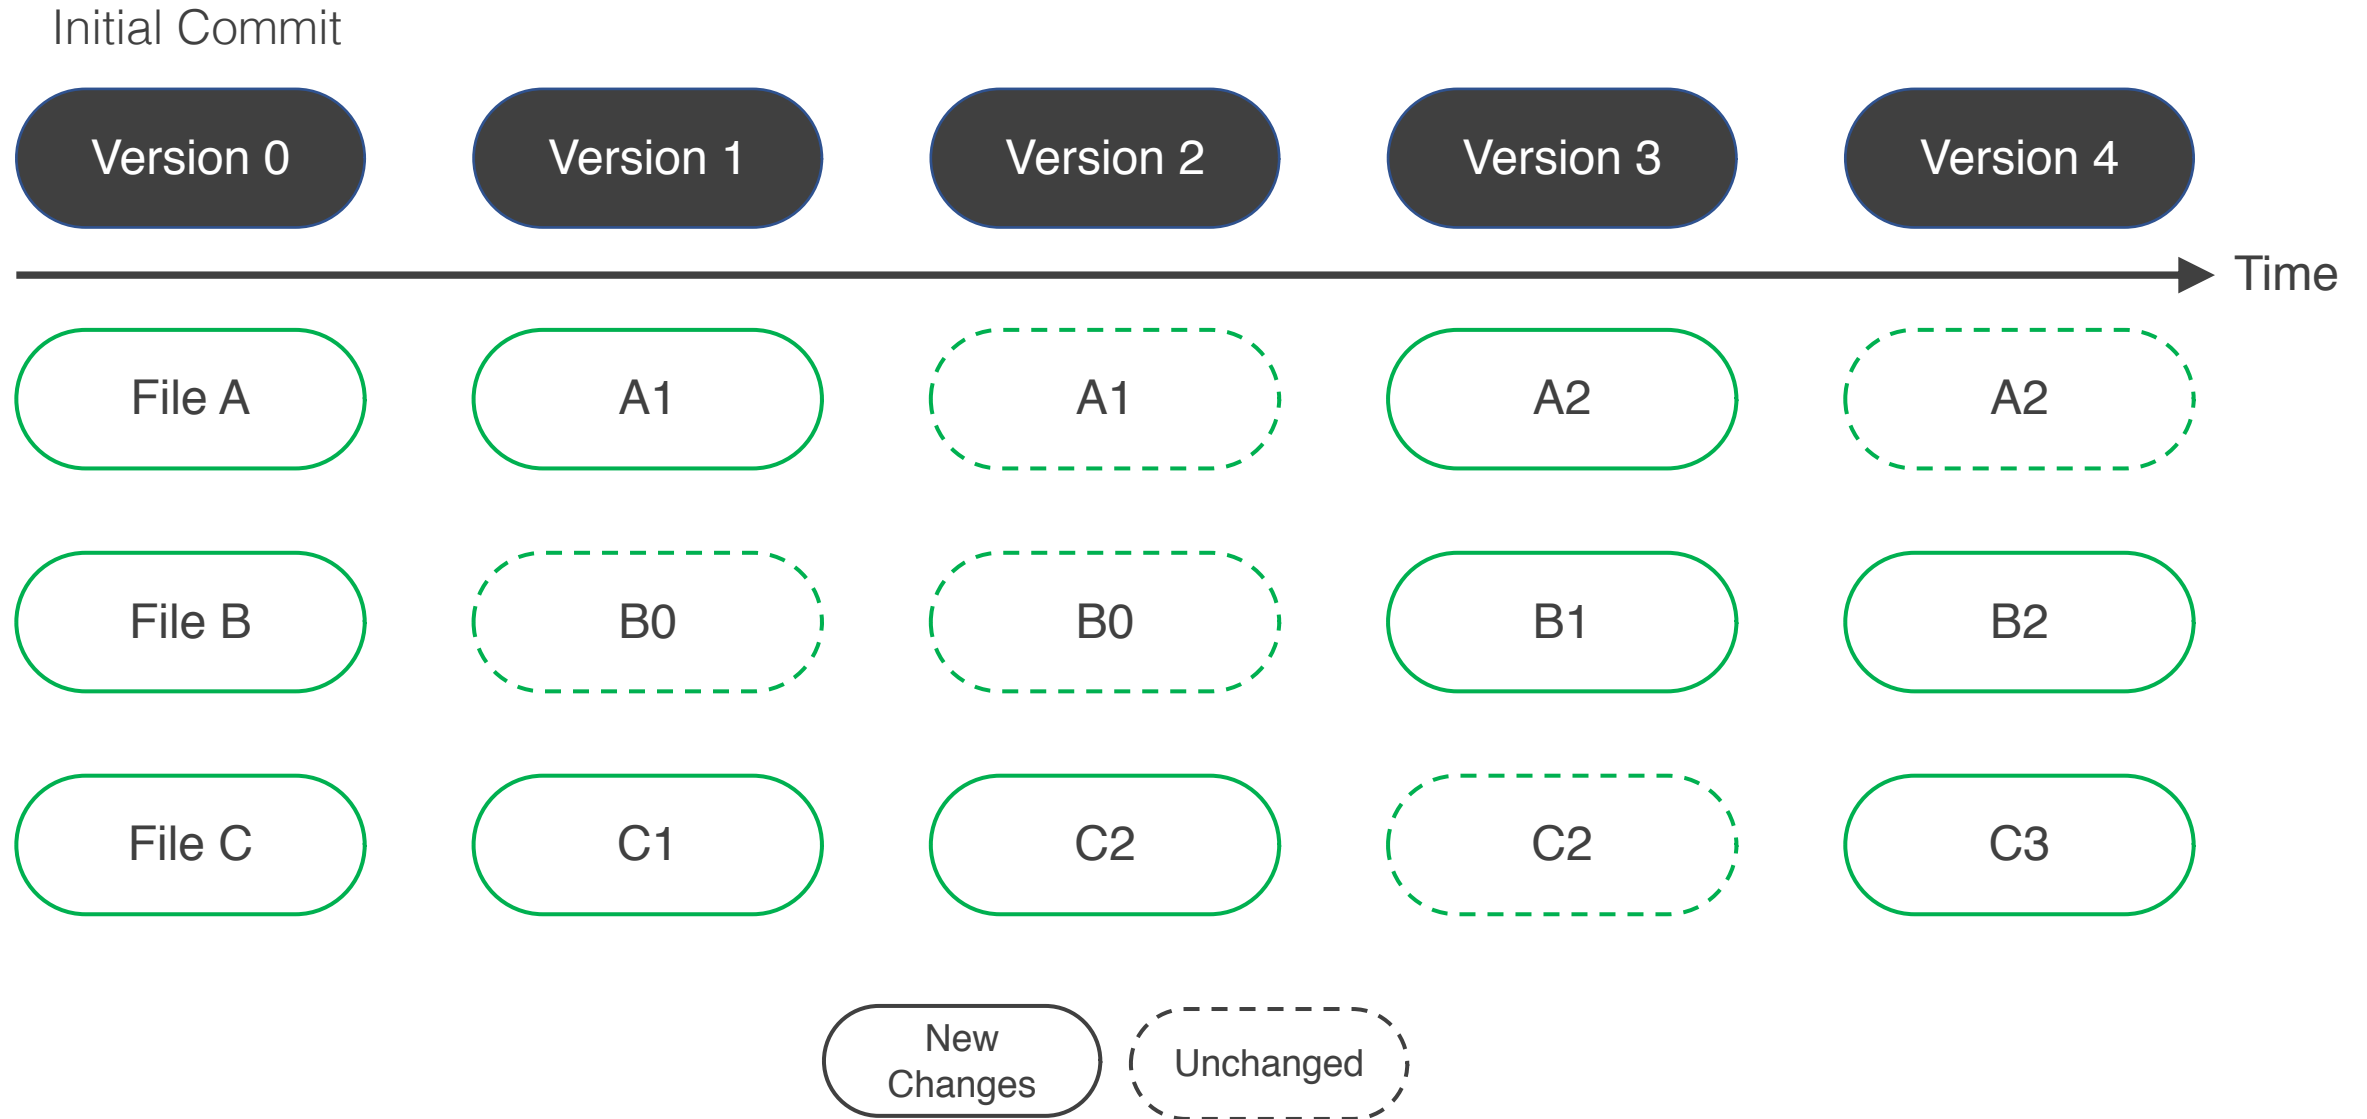 Initial Commit
Version 0 Version 1 Version 2 Version 3 Version 4
Time
File A A1 A1 A2 A2
File B B0 B0 B1 B2
File C C1 C2 C2 C3
New
Changes
Unchanged